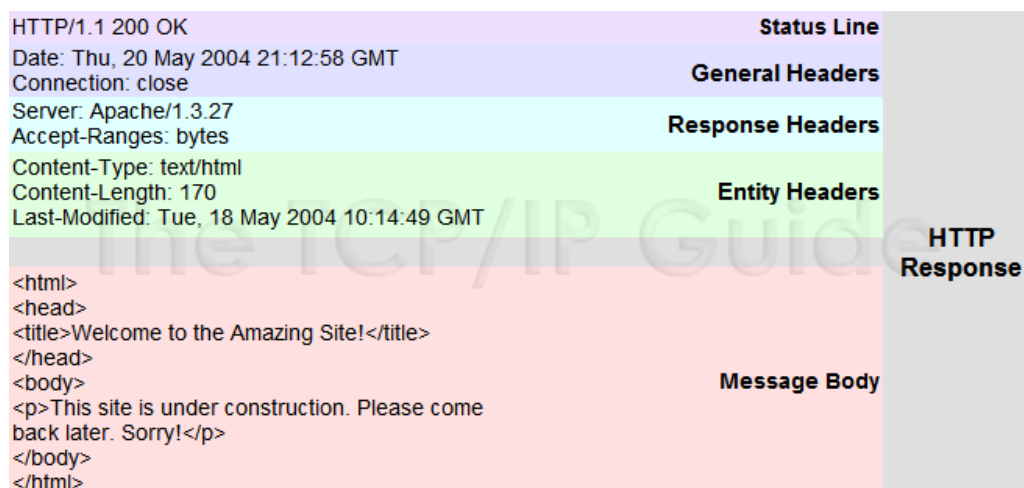 HTTP/1.1 200 OK
Status Line
Date: Thu, 20 May 2004 21:12:58 GMT
Connection: close
General Headers
Server: Apache/1.3.27
Accept-Ranges: bytes
Response Headers
Content-Type: text/html
Content-Length: 170
Last-Modified: Tue, 18 May 2004 10:14:49 GMT
Entity Headers
The TCP/IP Guide
<html>
<head>
<title>Welcome to the Amazing Site!</title>
</head>
<body>
<p>This site is under construction. Please come
back later. Sorry!</p>
</body>
</html>
Message Body
HTTP
Response